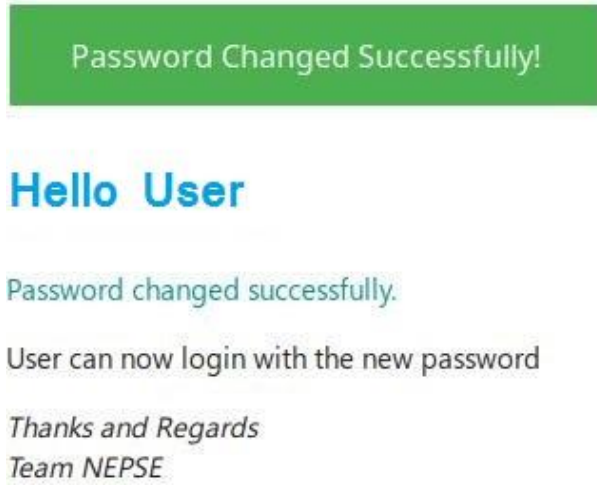 Password Changed Successfully!
Hello User
Password changed successfully.
User can now login with the new password
Thanks and Regards
Team NEPSE